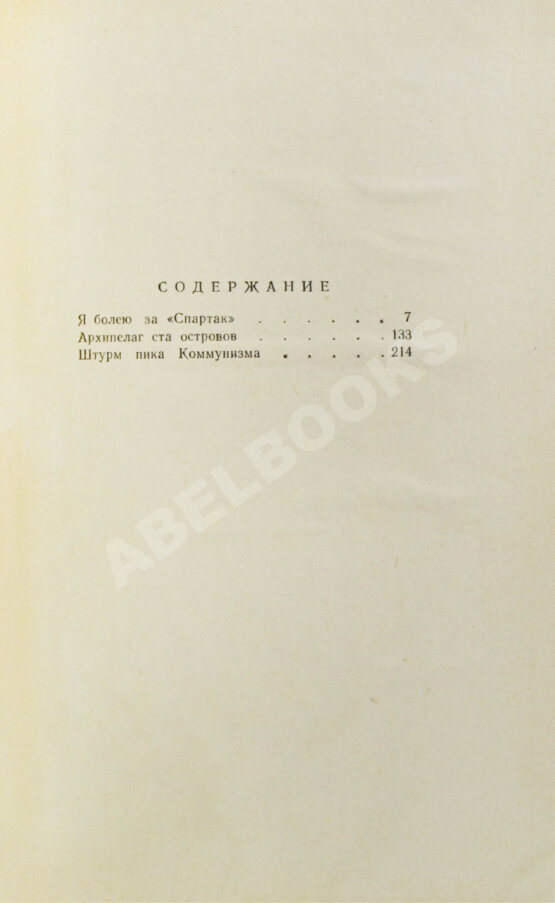 СОДЕРЖАНИЕ
Я болею за «Спартак» . . . . . . 7
Архипелаг ста островов . . . . . . 133
Штурм пика Коммунизма . . . . . 214
ABELBOOKS